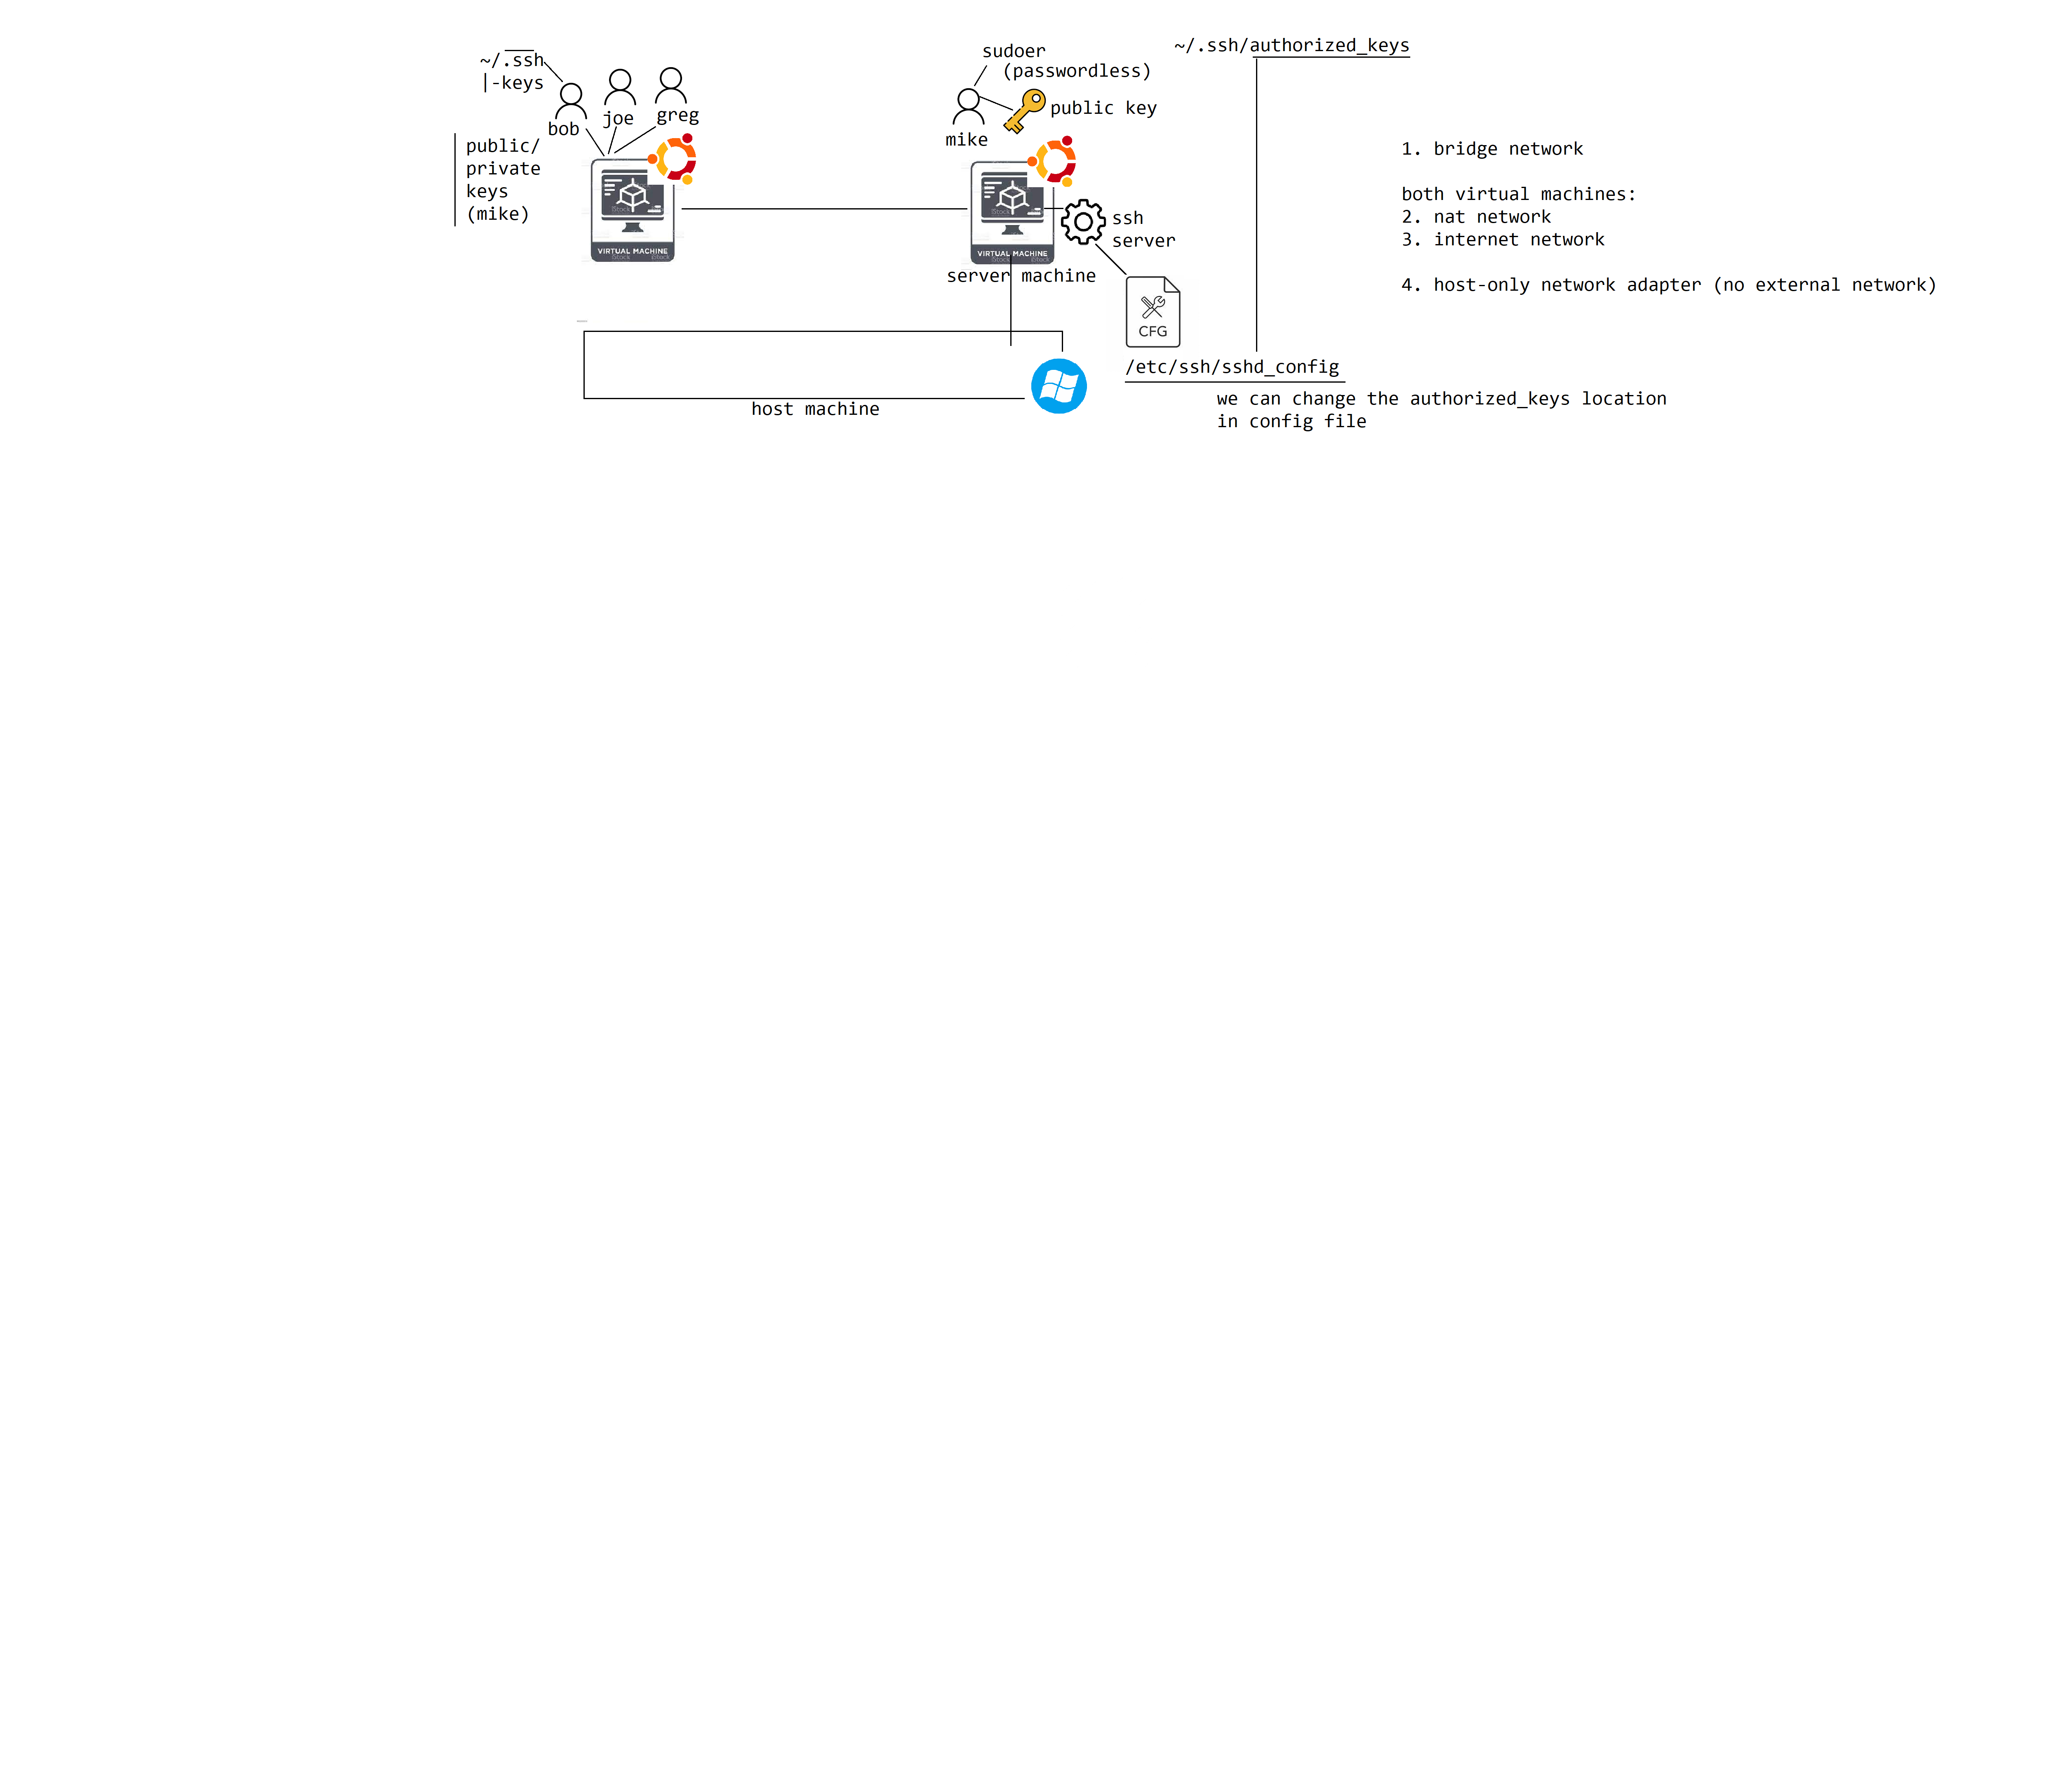 ~/.ssh
|-keys
bob
joe
greg
public/
private
keys
(mike)
VIRTUAL MACHINE
sudoer
(passwordless)
public key
mike
VIRTUAL MACHINE
server machine
ssh
server
CFG
/etc/ssh/sshd_config
~/.ssh/authorized_keys
we can change the authorized_keys location
in config file
host machine
1. bridge network
both virtual machines:
2. nat network
3. internet network
4. host-only network adapter (no external network)